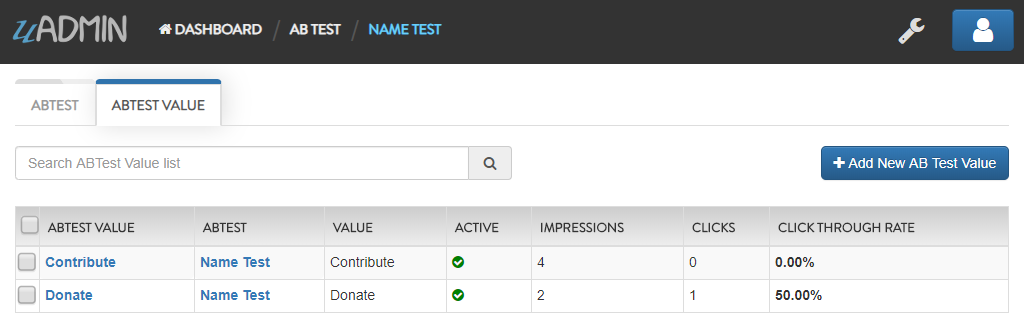 uADMIN DASHBOARD / AB TEST / NAME TEST
ABTEST ABTEST VALUE
Search ABTest Value list Add New AB Test Value
ABTEST VALUE ABTEST VALUE ACTIVE IMPRESSIONS CLICKS CLICK THROUGH RATE
Contribute Name Test Contribute 4 0 0.00%
Donate Name Test Donate 2 1 50.00%